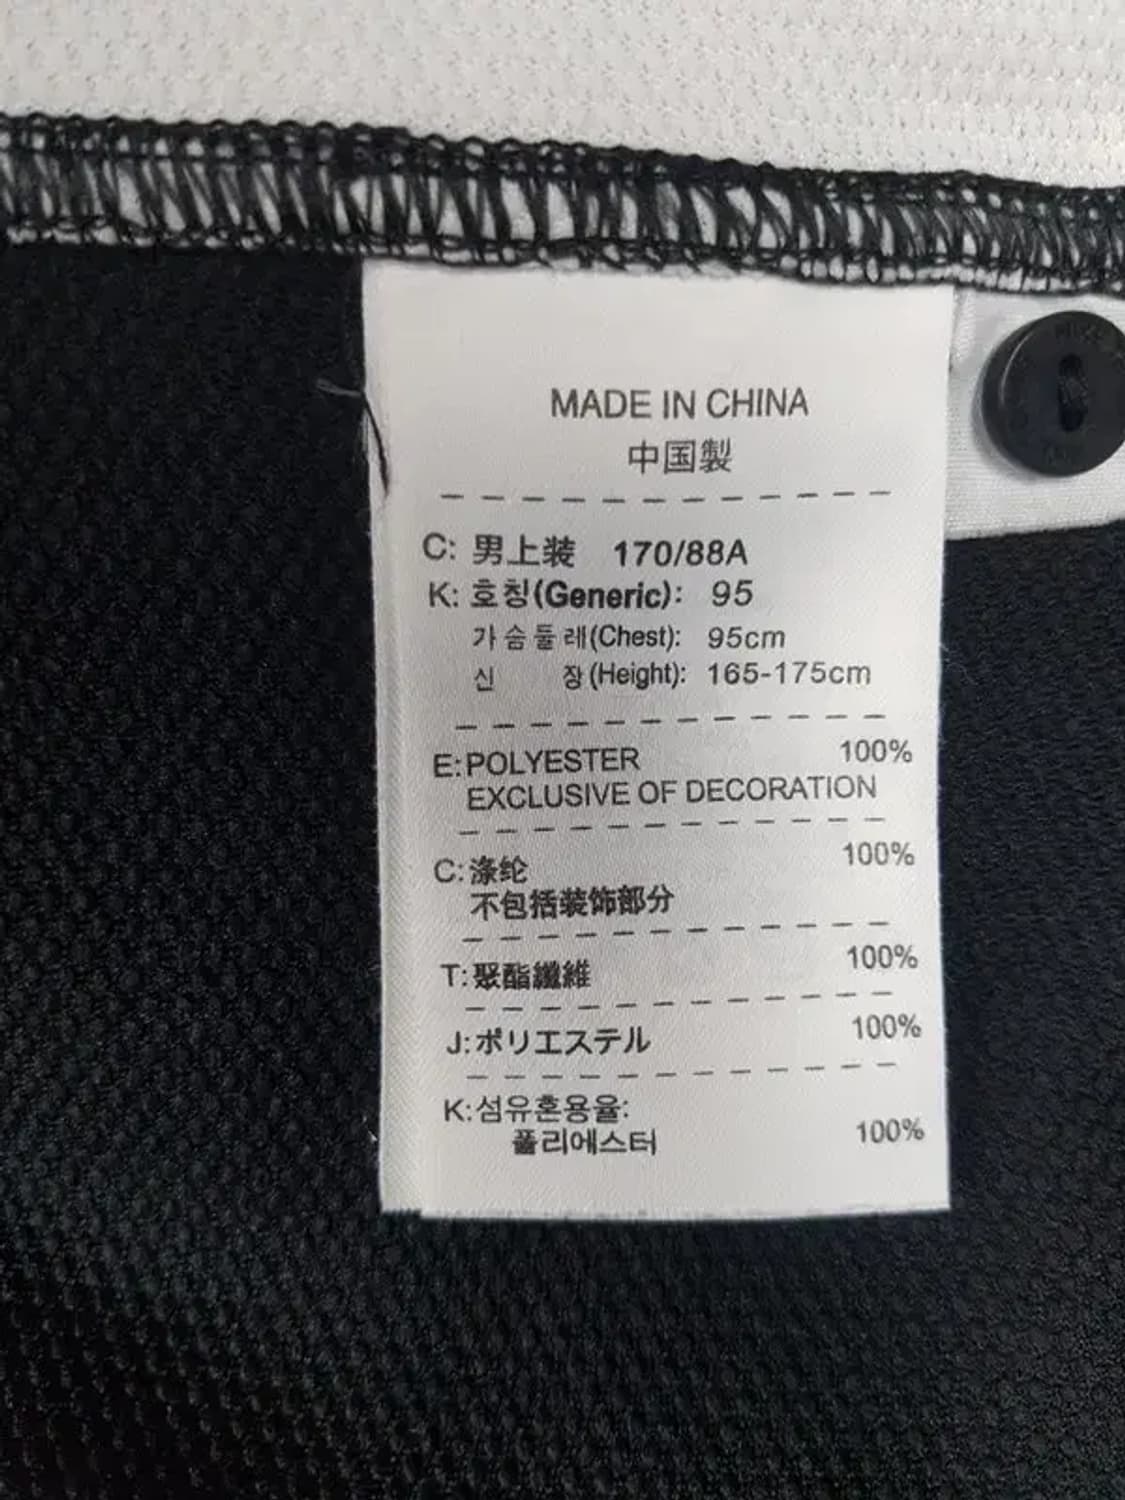 MADE IN CHINA
中国製
C: 男上装 170/88A
K: 호칭(Generic): 95
가슴둘레(Chest): 95cm
신 장(Height): 165-175cm
E:POLYESTER 100%
EXCLUSIVE OF DECORATION
C:涤纶 100%
不包括装饰部分
T:聚酯纖維 100%
J:ポリエステル 100%
K:섬유혼용율:
폴리에스터 100%